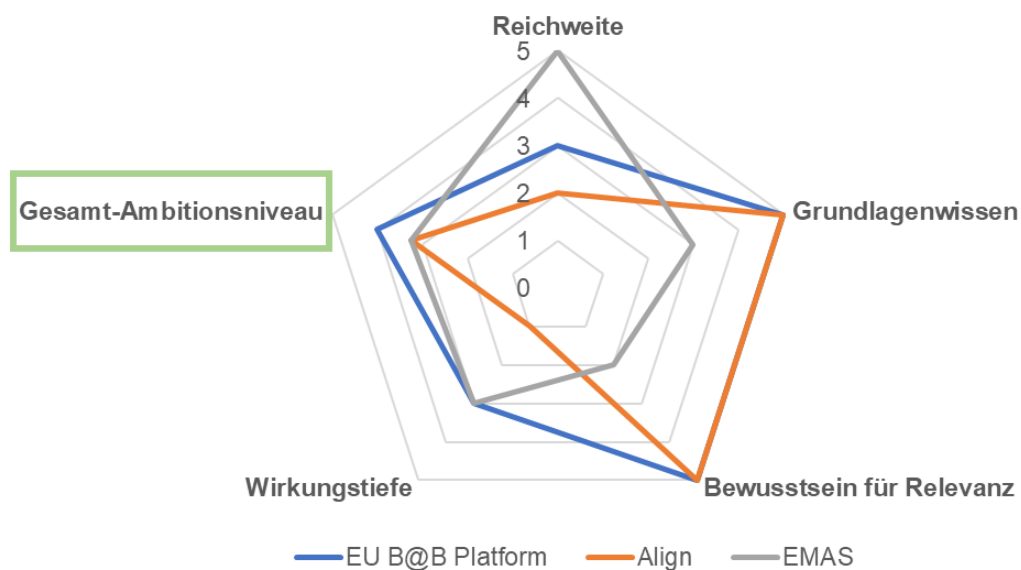 Reichweite
5
4
3
2
1
0
Gesamt-Ambitionsniveau
Grundlagenwissen
Wirkungstiefe
Bewusstsein für Relevanz
EU B@B Platform
Align
EMAS